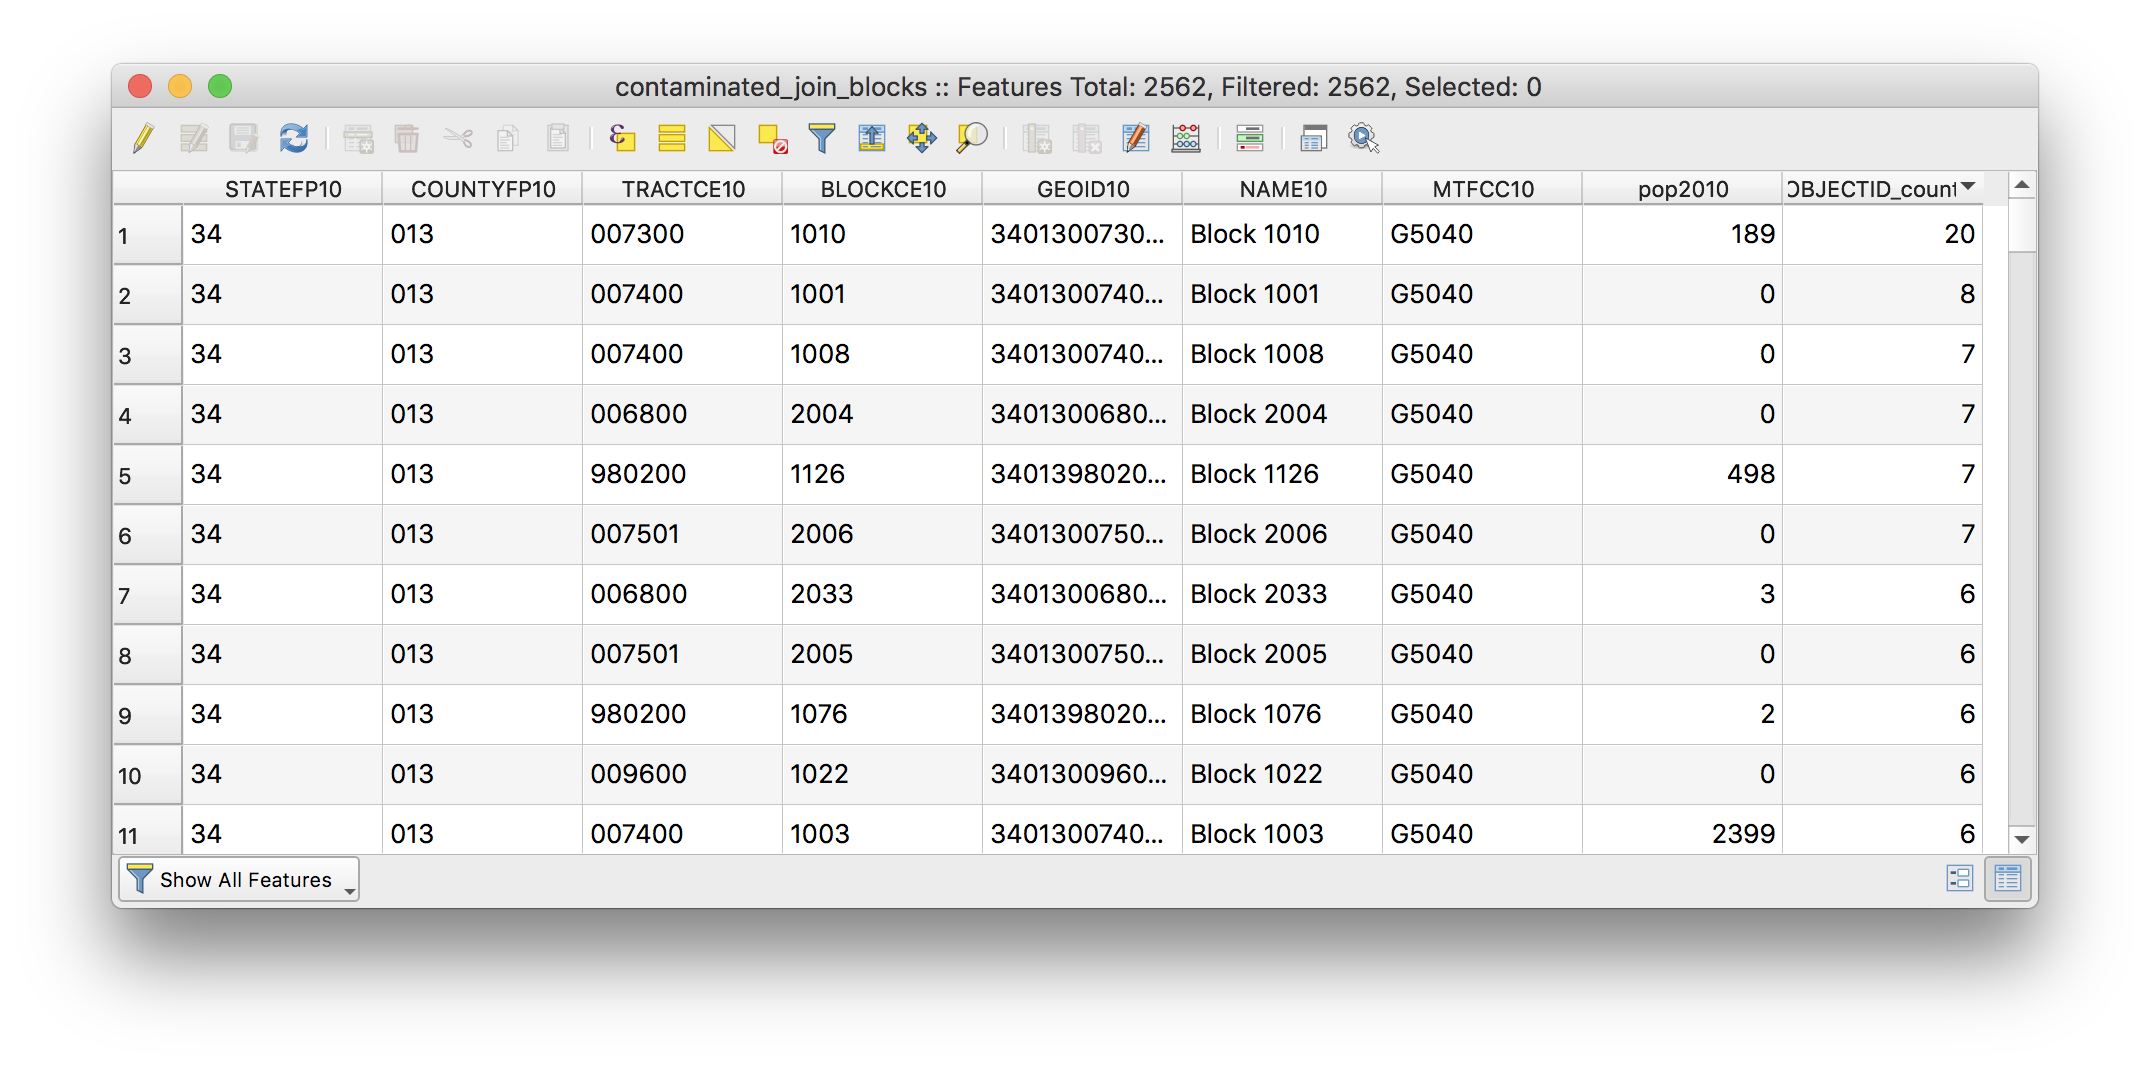 contaminated_join_blocks :: Features Total: 2562, Filtered: 2562, Selected: 0
STATEFP10 COUNTYFP10 TRACTCE10 BLOCKCE10 GEOID10 NAME10 MTFCC10 pop2010 OBJECTID_count
1 34 013 007300 1010 3401300730... Block 1010 G5040 189 20
2 34 013 007400 1001 3401300740... Block 1001 G5040 0 8
3 34 013 007400 1008 3401300740... Block 1008 G5040 0 7
4 34 013 006800 2004 3401300680... Block 2004 G5040 0 7
5 34 013 980200 1126 3401398020... Block 1126 G5040 498 7
6 34 013 007501 2006 3401300750... Block 2006 G5040 0 7
7 34 013 006800 2033 3401300680... Block 2033 G5040 3 6
8 34 013 007501 2005 3401300750... Block 2005 G5040 0 6
9 34 013 980200 1076 3401398020... Block 1076 G5040 2 6
10 34 013 009600 1022 3401300960... Block 1022 G5040 0 6
11 34 013 007400 1003 3401300740... Block 1003 G5040 2399 6
Show All Features